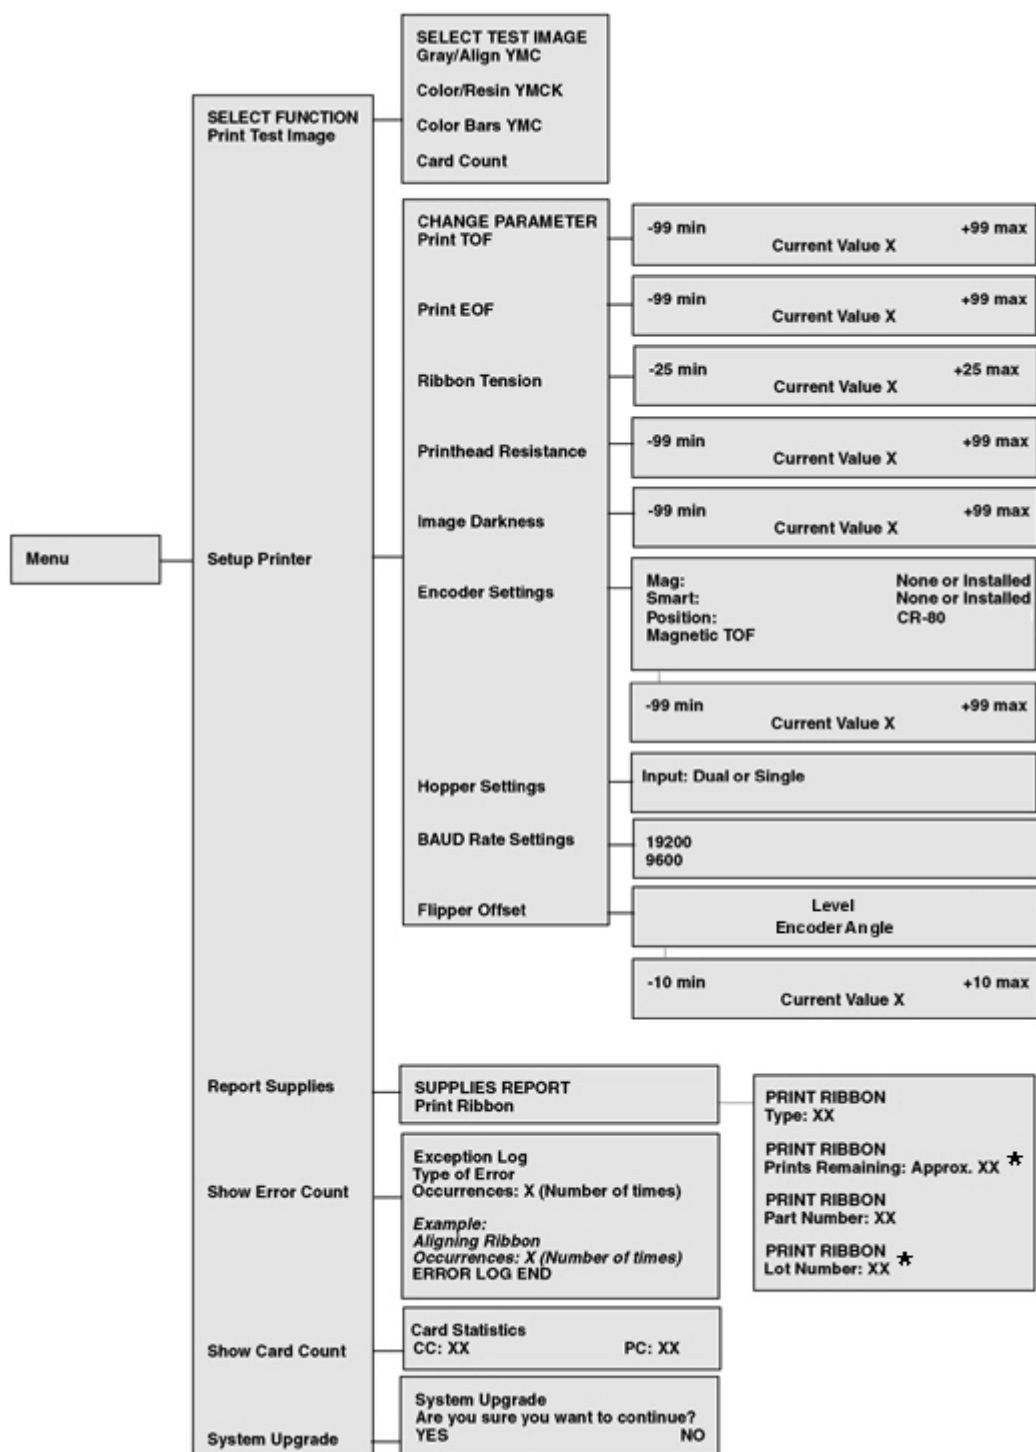 Menu
SELECT FUNCTION
Print Test Image
SELECT TEST IMAGE
Gray/Align YMC
Color/Resin YMCK
Color Bars YMC
Card Count
Setup Printer
CHANGE PARAMETER
Print TOF
-99 min +99 max
Current Value X
Print EOF
-99 min +99 max
Current Value X
Ribbon Tension
-25 min +25 max
Current Value X
Printhead Resistance
-99 min +99 max
Current Value X
Image Darkness
-99 min +99 max
Current Value X
Encoder Settings
Mag: None or Installed
Smart: None or Installed
Position: CR-80
Magnetic TOF
-99 min +99 max
Current Value X
Hopper Settings
Input: Dual or Single
BAUD Rate Settings
19200
9600
Flipper Offset
Level
Encoder Angle
-10 min +10 max
Current Value X
Report Supplies
SUPPLIES REPORT
Print Ribbon
PRINT RIBBON
Type: XX
PRINT RIBBON
Prints Remaining: Approx. XX *
PRINT RIBBON
Part Number: XX
PRINT RIBBON
Lot Number: XX *
Show Error Count
Exception Log
Type of Error
Occurrences: X (Number of times)
Example:
Aligning Ribbon
Occurrences: X (Number of times)
ERROR LOG END
Show Card Count
Card Statistics
CC: XX PC: XX
System Upgrade
System Upgrade
Are you sure you want to continue?
YES NO